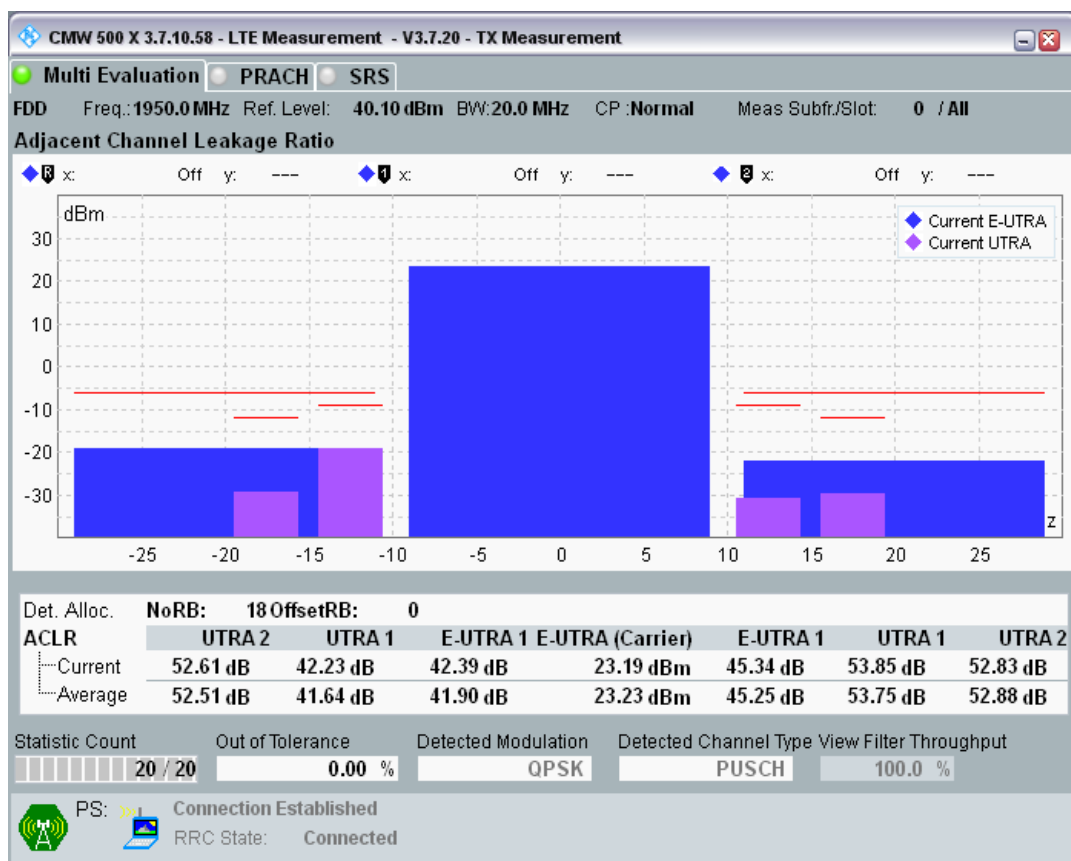 CMW 500 X 3.7.10.58 - LTE Measurement - V3.7.20 - TX Measurement
Multi Evaluation PRACH SRS
FDD Freq.: 1950.0 MHz Ref. Level: 40.10 dBm BW: 20.0 MHz CP : Normal Meas Subfr./Slot: 0 / All
Adjacent Channel Leakage Ratio
R x: Off y: --- 1 x: Off y: --- 2 x: Off y: ---
dBm
Current E-UTRA
Current UTRA
30
20
10
0
-10
-20
-30
z
-25 -20 -15 -10 -5 0 5 10 15 20 25
Det. Alloc. NoRB: 18 OffsetRB: 0
ACLR UTRA 2 UTRA 1 E-UTRA 1 E-UTRA (Carrier) E-UTRA 1 UTRA 1 UTRA 2
Current 52.61 dB 42.23 dB 42.39 dB 23.19 dBm 45.34 dB 53.85 dB 52.83 dB
Average 52.51 dB 41.64 dB 41.90 dB 23.23 dBm 45.25 dB 53.75 dB 52.88 dB
Statistic Count Out of Tolerance Detected Modulation Detected Channel Type View Filter Throughput
20 / 20 0.00 % QPSK PUSCH 100.0 %
PS: Connection Established
RRC State: Connected